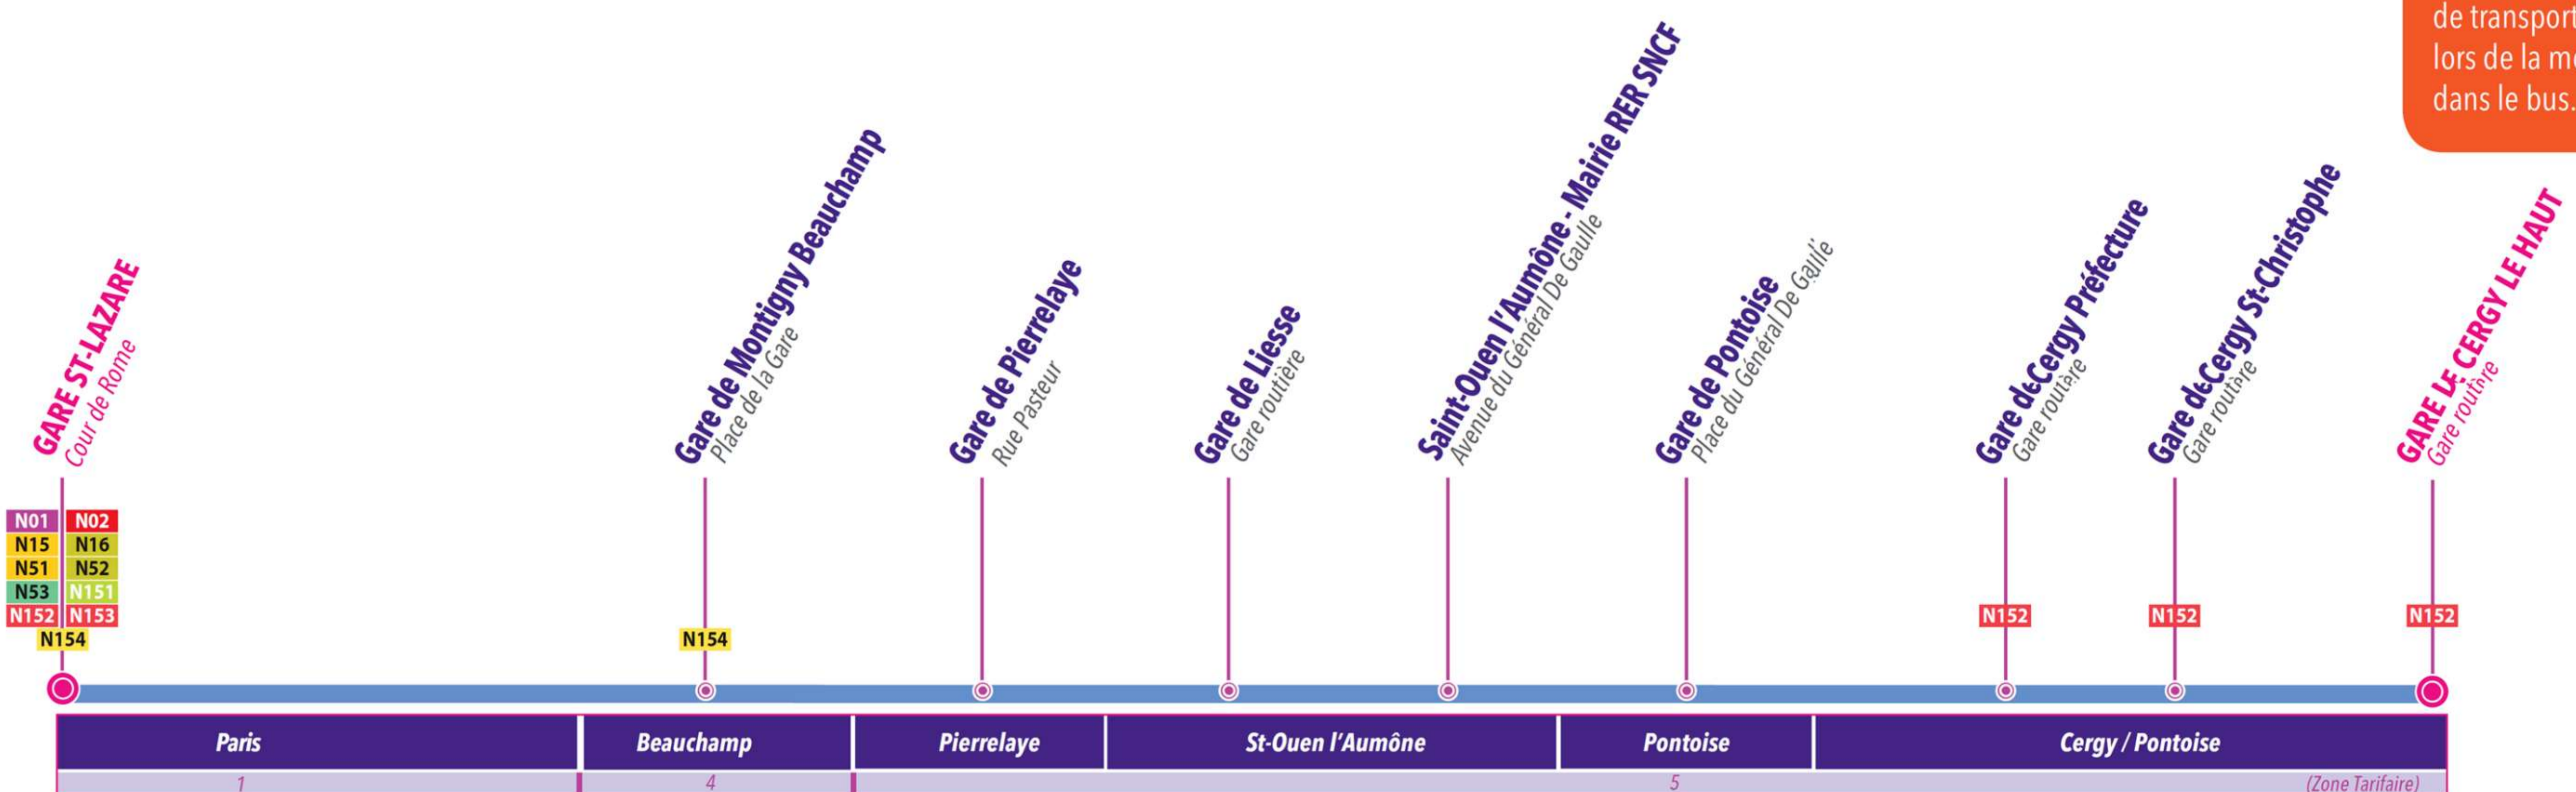 de transport
lors de la m
dans le bus.
GARE ST-LAZARE
Cour de Rome
Gare de Montigny Beauchamp
Place de la Gare
Gare de Pierrelaye
Rue Pasteur
Gare de Liesse
Gare routière
Saint-Ouen l'Aumône - Mairie RER SNCF
Avenue du Général De Gaulle
Gare de Pontoise
Place du Général De Gaulle
Gare de Cergy Préfecture
Gare routère
Gare de Cergy St-Christophe
Gare routère
GARE DE CERGY LE HAUT
Gare routère
N01 N02
N15 N16
N51 N52
N53 N151
N152 N153
N154
N154
N152
N152
N152
Paris Beauchamp Pierrelaye St-Ouen l'Aumône Pontoise Cergy / Pontoise
1 4 5 (Zone Tarifaire)